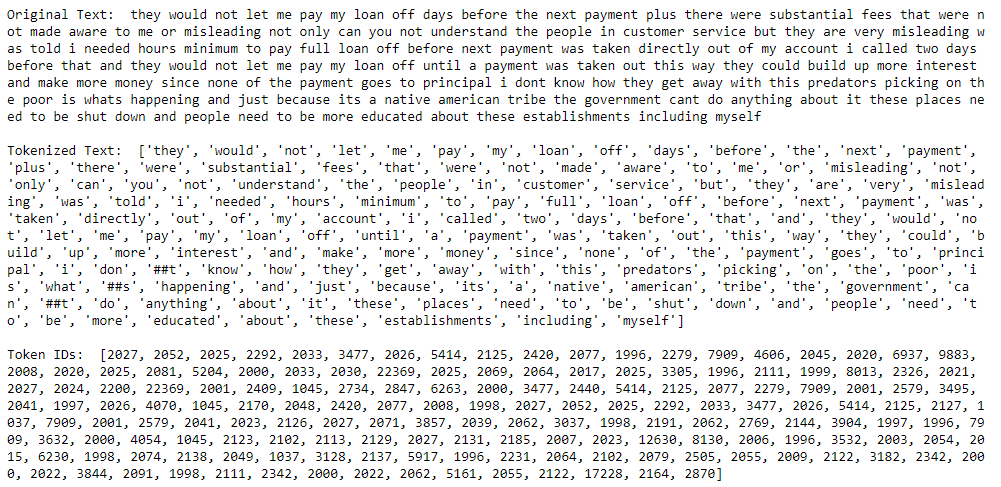 Original Text:  they would not let me pay my loan off days before the next payment plus there were substantial fees that were n
ot made aware to me or misleading not only can you not understand the people in customer service but they are very misleading w
as told i needed hours minimum to pay full loan off before next payment was taken directly out of my account i called two days
before that and they would not let me pay my loan off until a payment was taken out this way they could build up more interest
and make more money since none of the payment goes to principal i dont know how they get away with this predators picking on th
e poor is whats happening and just because its a native american tribe the government cant do anything about it these places ne
ed to be shut down and people need to be more educated about these establishments including myself

Tokenized Text:  ['they', 'would', 'not', 'let', 'me', 'pay', 'my', 'loan', 'off', 'days', 'before', 'the', 'next', 'payment',
'plus', 'there', 'were', 'substantial', 'fees', 'that', 'were', 'not', 'made', 'aware', 'to', 'me', 'or', 'misleading', 'not',
'only', 'can', 'you', 'not', 'understand', 'the', 'people', 'in', 'customer', 'service', 'but', 'they', 'are', 'very', 'mislead
ing', 'was', 'told', 'i', 'needed', 'hours', 'minimum', 'to', 'pay', 'full', 'loan', 'off', 'before', 'next', 'payment', 'was',
'taken', 'directly', 'out', 'of', 'my', 'account', 'i', 'called', 'two', 'days', 'before', 'that', 'and', 'they', 'would', 'no
t', 'let', 'me', 'pay', 'my', 'loan', 'off', 'until', 'a', 'payment', 'was', 'taken', 'out', 'this', 'way', 'they', 'could', 'b
uild', 'up', 'more', 'interest', 'and', 'make', 'more', 'money', 'since', 'none', 'of', 'the', 'payment', 'goes', 'to', 'princi
pal', 'i', 'don', '##t', 'know', 'how', 'they', 'get', 'away', 'with', 'this', 'predators', 'picking', 'on', 'the', 'poor', 'i
s', 'what', '##s', 'happening', 'and', 'just', 'because', 'its', 'a', 'native', 'american', 'tribe', 'the', 'government', 'ca
n', '##t', 'do', 'anything', 'about', 'it', 'these', 'places', 'need', 'to', 'be', 'shut', 'down', 'and', 'people', 'need', 't
o', 'be', 'more', 'educated', 'about', 'these', 'establishments', 'including', 'myself']

Token IDs:  [2027, 2052, 2025, 2292, 2033, 3477, 2026, 5414, 2125, 2420, 2077, 1996, 2279, 7909, 4606, 2045, 2020, 6937, 9883,
2008, 2020, 2025, 2081, 5204, 2000, 2033, 2030, 22369, 2025, 2069, 2064, 2017, 2025, 3305, 1996, 2111, 1999, 8013, 2326, 2021,
2027, 2024, 2200, 22369, 2001, 2409, 1045, 2734, 2847, 6263, 2000, 3477, 2440, 5414, 2125, 2077, 2279, 7909, 2001, 2579, 3495,
2041, 1997, 2026, 4070, 1045, 2170, 2048, 2420, 2077, 2008, 1998, 2027, 2052, 2025, 2292, 2033, 3477, 2026, 5414, 2125, 2127, 1
037, 7909, 2001, 2579, 2041, 2023, 2126, 2027, 2071, 3857, 2039, 2062, 3037, 1998, 2191, 2062, 2769, 2144, 3904, 1997, 1996, 79
09, 3632, 2000, 4054, 1045, 2123, 2102, 2113, 2129, 2027, 2131, 2185, 2007, 2023, 12630, 8130, 2006, 1996, 3532, 2003, 2054, 20
15, 6230, 1998, 2074, 2138, 2049, 1037, 3128, 2137, 5917, 1996, 2231, 2064, 2102, 2079, 2505, 2055, 2009, 2122, 3182, 2342, 200
0, 2022, 3844, 2091, 1998, 2111, 2342, 2000, 2022, 2062, 5161, 2055, 2122, 17228, 2164, 2870]